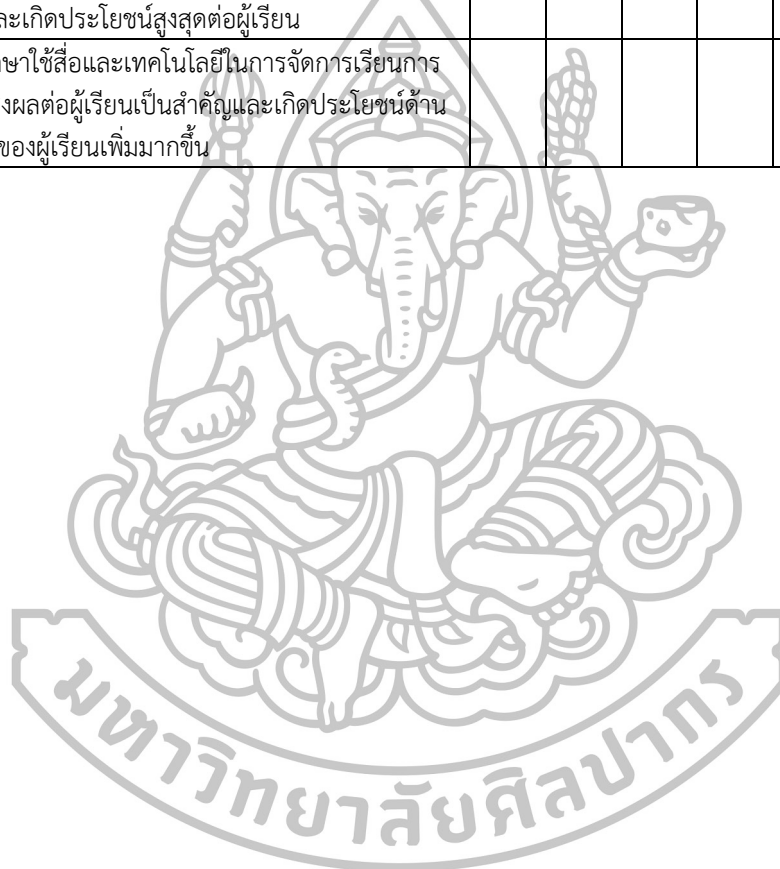 ละเกิดประโยชน์สูงสุดต่อผู้เรียน
ษาใช้สื่อและเทคโนโลยีในการจัดการเรียนการ
งผลต่อผู้เรียนเป็นสำคัญและเกิดประโยชน์ด้าน
ของผู้เรียนเพิ่มมากขึ้น
มหาวิทยาลัยศิลปากร